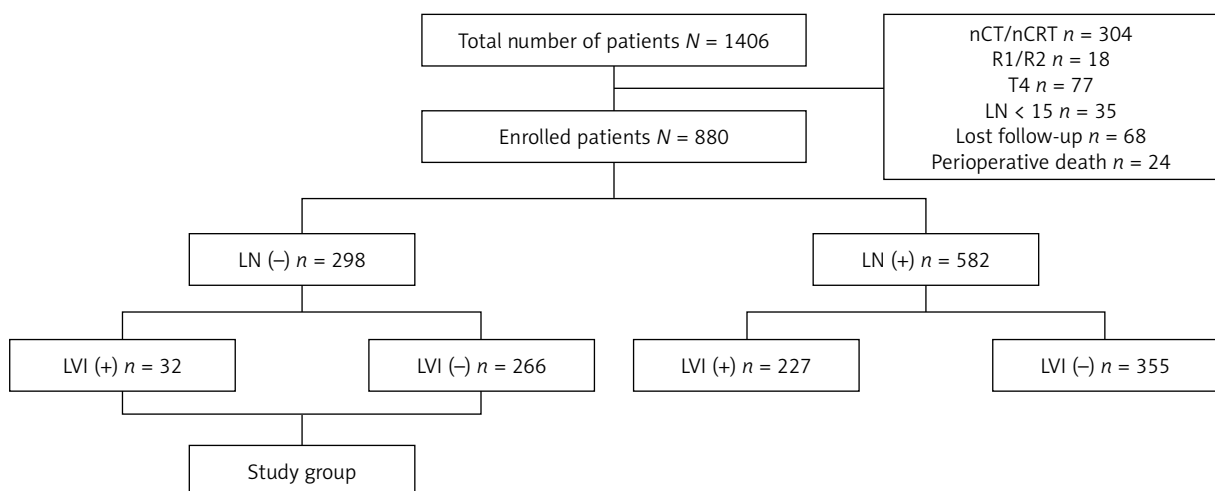 Total number of patients N = 1406
nCT/nCRT n = 304
R1/R2 n = 18
T4 n = 77
LN < 15 n = 35
Lost follow-up n = 68
Perioperative death n = 24
Enrolled patients N = 880
LN (–) n = 298
LN (+) n = 582
LVI (+) n = 32
LVI (–) n = 266
LVI (+) n = 227
LVI (–) n = 355
Study group